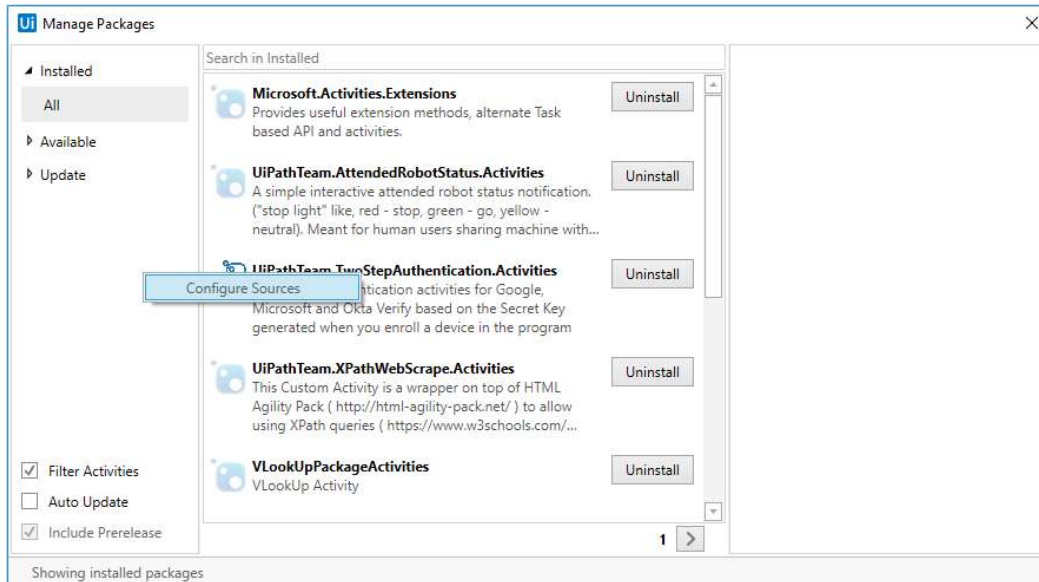 Ui Manage Packages
Installed
All
Available
Update
Filter Activities
Auto Update
Include Prerelease
Search in Installed
Microsoft.Activities.Extensions
Provides useful extension methods, alternate Task
based API and activities.
Uninstall
UiPathTeam.AttendedRobotStatus.Activities
A simple interactive attended robot status notification.
("stop light" like, red - stop, green - go, yellow -
neutral). Meant for human users sharing machine with...
Uninstall
UiPathTeam.TwoStepAuthentication.Activities
Configure Sources
activities for Google,
Microsoft and Okta Verify based on the Secret Key
generated when you enroll a device in the program
Uninstall
UiPathTeam.XPathWebScrape.Activities
This Custom Activity is a wrapper on top of HTML
Agility Pack ( http://html-agility-pack.net/ ) to allow
using XPath queries ( https://www.w3schools.com/...
Uninstall
VLookUpPackageActivities
VLookUp Activity
Uninstall
1
Showing installed packages